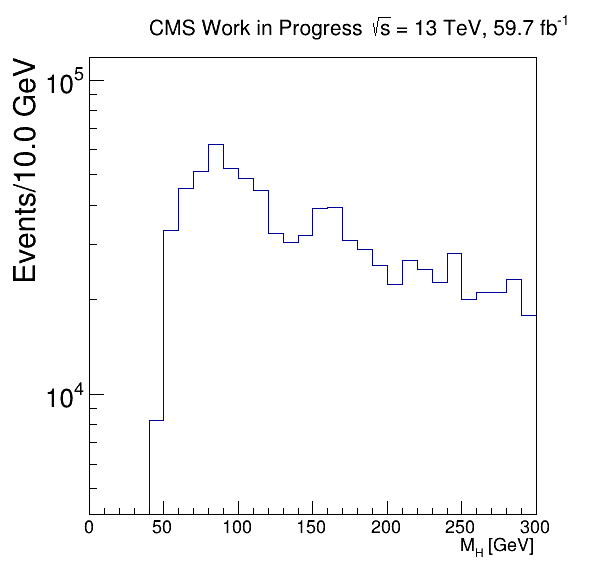 CMS Work in Progress √s = 13 TeV, 59.7 fb⁻¹
Events/10.0 GeV
10⁵
10⁴
0 50 100 150 200 250 300
M_H [GeV]